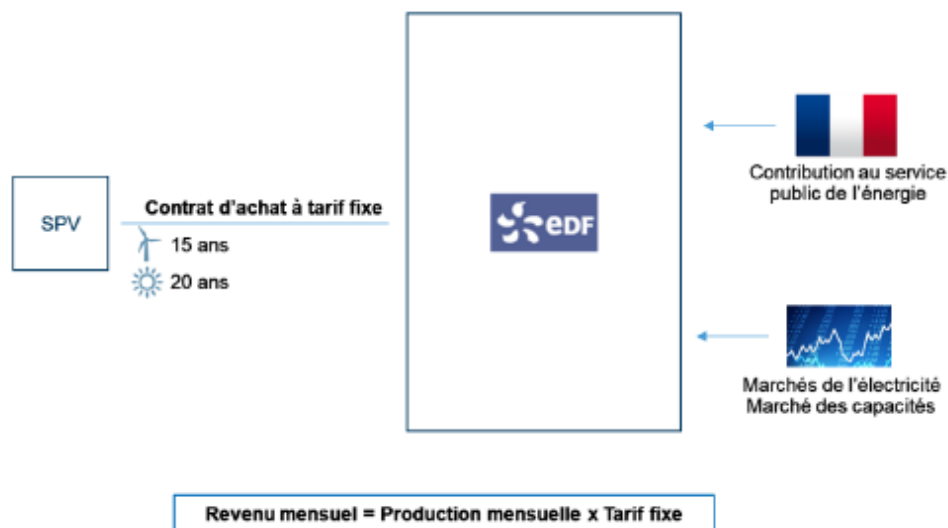 SPV
Contrat d'achat à tarif fixe
15 ans
20 ans
eDF
Contribution au service
public de l'énergie
Marchés de l'électricité
Marché des capacités
Revenu mensuel = Production mensuelle x Tarif fixe